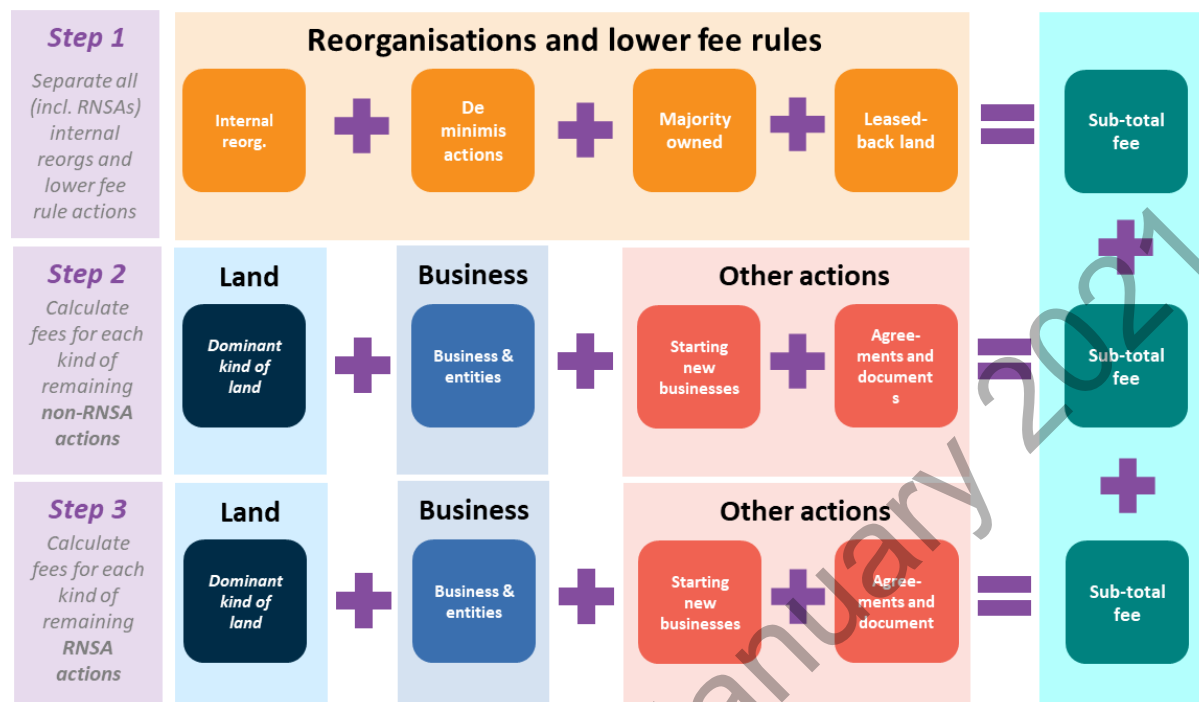 Step 1
Separate all
(incl. RNSAs)
internal
reorgs and
lower fee
rule actions
Reorganisations and lower fee rules
Internal
reorg.
De
minimis
actions
Majority
owned
Leased-
back land
Sub-total
fee
Step 2
Calculate
fees for each
kind of
remaining
non-RNSA
actions
Land
Dominant
kind of
land
Business
Business &
entities
Other actions
Starting
new
businesses
Agree-
ments and
document
s
Sub-total
fee
Step 3
Calculate
fees for each
kind of
remaining
RNSA
actions
Land
Dominant
kind of
land
Business
Business &
entities
Other actions
Starting
new
businesses
Agree-
ments and
document
Sub-total
fee
anuary 2021